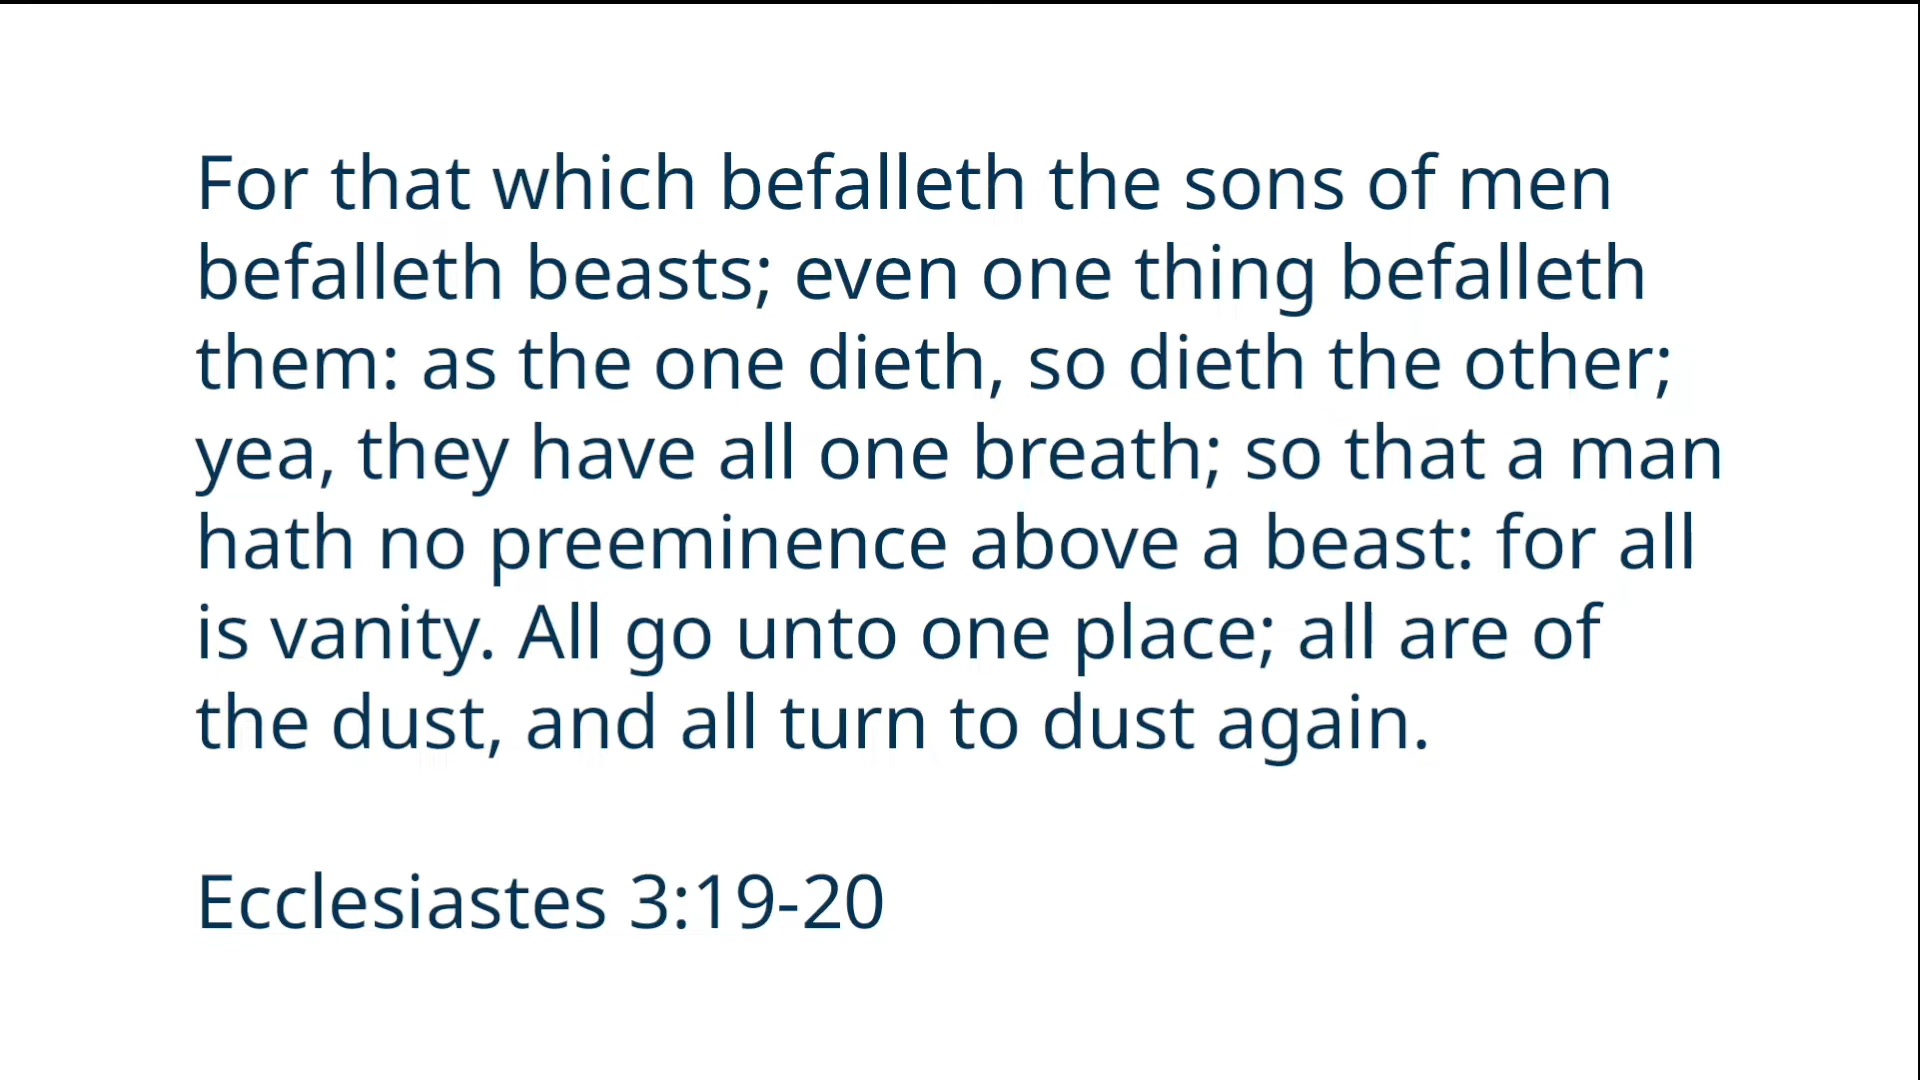 For that which befalleth the sons of men
befalleth beasts; even one thing befalleth
them: as the one dieth, so dieth the other;
yea, they have all one breath; so that a man
hath no preeminence above a beast: for all
is vanity. All go unto one place; all are of
the dust, and all turn to dust again.
Ecclesiastes 3:19-20